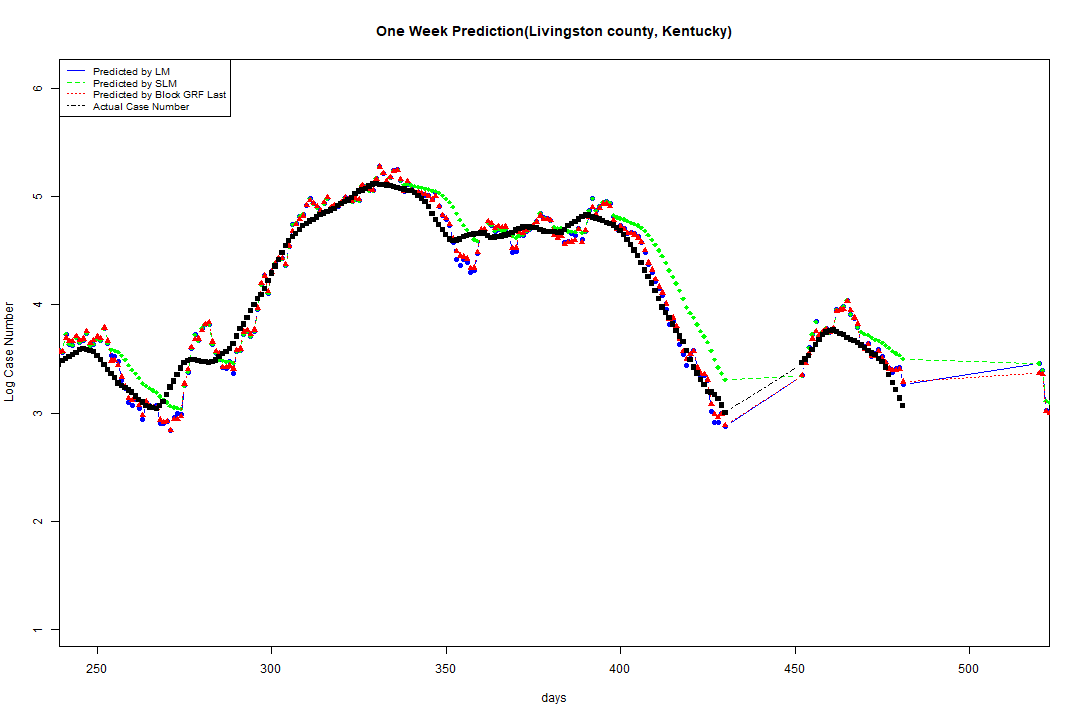 One Week Prediction(Livingston county, Kentucky)
Predicted by LM
Predicted by SLM
Predicted by Block GRF Last
Actual Case Number
6
5
4
3
2
1
Log Case Number
250 300 350 400 450 500
days